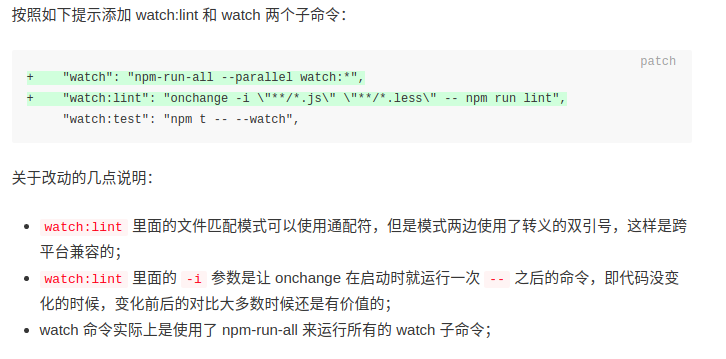 按照如下提示添加 watch:lint 和 watch 两个子命令：
patch
+    "watch": "npm-run-all --parallel watch:*",
+    "watch:lint": "onchange -i \"**/*.js\" \"**/*.less\" -- npm run lint",
     "watch:test": "npm t -- --watch",
关于改动的几点说明：
• watch:lint 里面的文件匹配模式可以使用通配符，但是模式两边使用了转义的双引号，这样是跨
平台兼容的；
• watch:lint 里面的 -i 参数是让 onchange 在启动时就运行一次 -- 之后的命令，即代码没变
化的时候，变化前后的对比大多数时候还是有价值的；
• watch 命令实际上是使用了 npm-run-all 来运行所有的 watch 子命令；